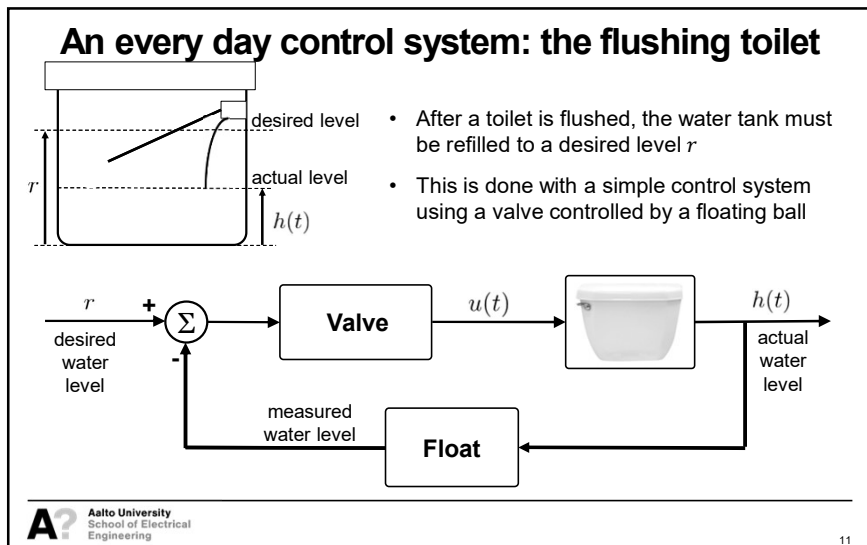 An every day control system: the flushing toilet
desired level
r
actual level
h(t)
• After a toilet is flushed, the water tank must
be refilled to a desired level r
• This is done with a simple control system
using a valve controlled by a floating ball
r
+
Σ
-
desired
water
level
Valve
u(t)
h(t)
actual
water
level
measured
water level
Float
A?
Aalto University
School of Electrical
Engineering
11